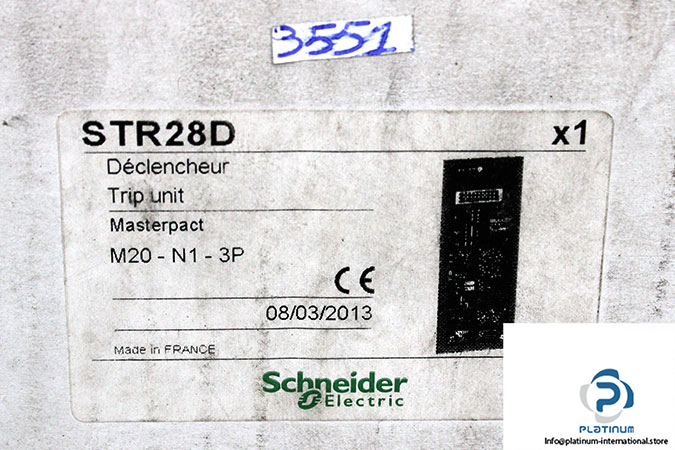 3551
STR28D x1
Déclencheur
Trip unit
Masterpact
M20 - N1 - 3P
CE
08/03/2013
Made in FRANCE
Schneider
Electric
PLATINUM
Info@platinum-international.store